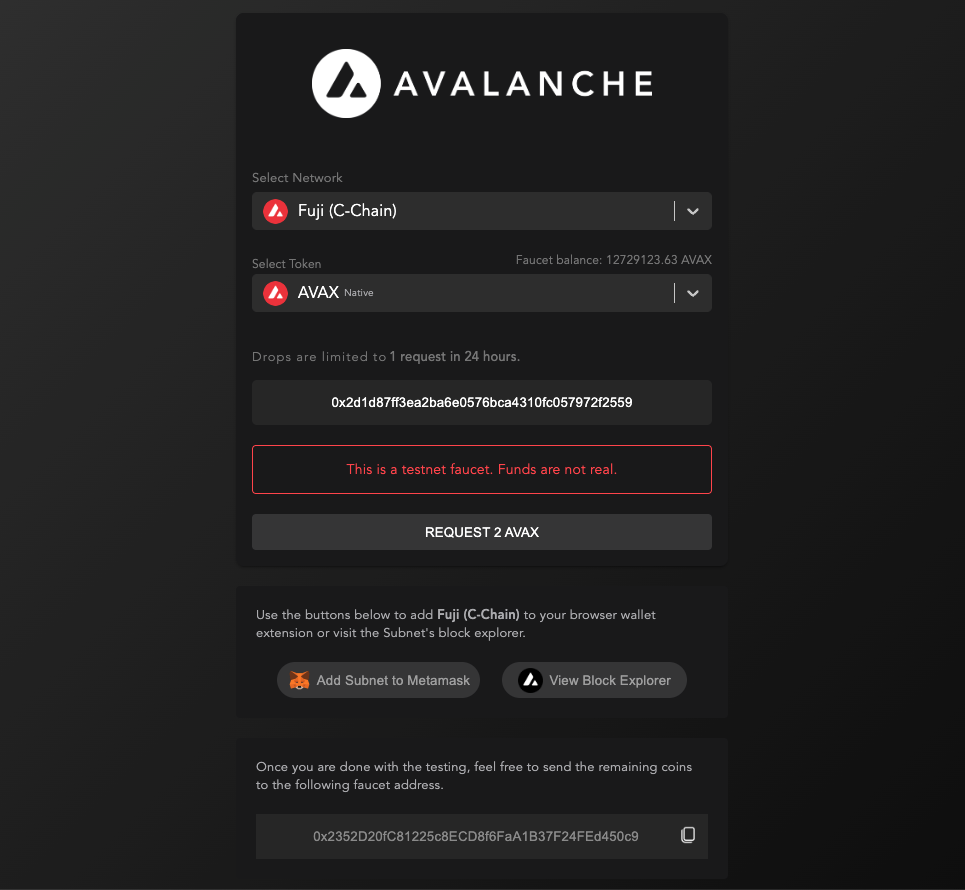 AVALANCHE
Select Network
Fuji (C-Chain)
Select Token
Faucet balance: 12729123.63 AVAX
AVAX Native
Drops are limited to 1 request in 24 hours.
0x2d1d87ff3ea2ba6e0576bca4310fc057972f2559
This is a testnet faucet. Funds are not real.
REQUEST 2 AVAX
Use the buttons below to add Fuji (C-Chain) to your browser wallet
extension or visit the Subnet's block explorer.
Add Subnet to Metamask
View Block Explorer
Once you are done with the testing, feel free to send the remaining coins
to the following faucet address.
0x2352D20fC81225c8ECD8f6FaA1B37F24FEd450c9